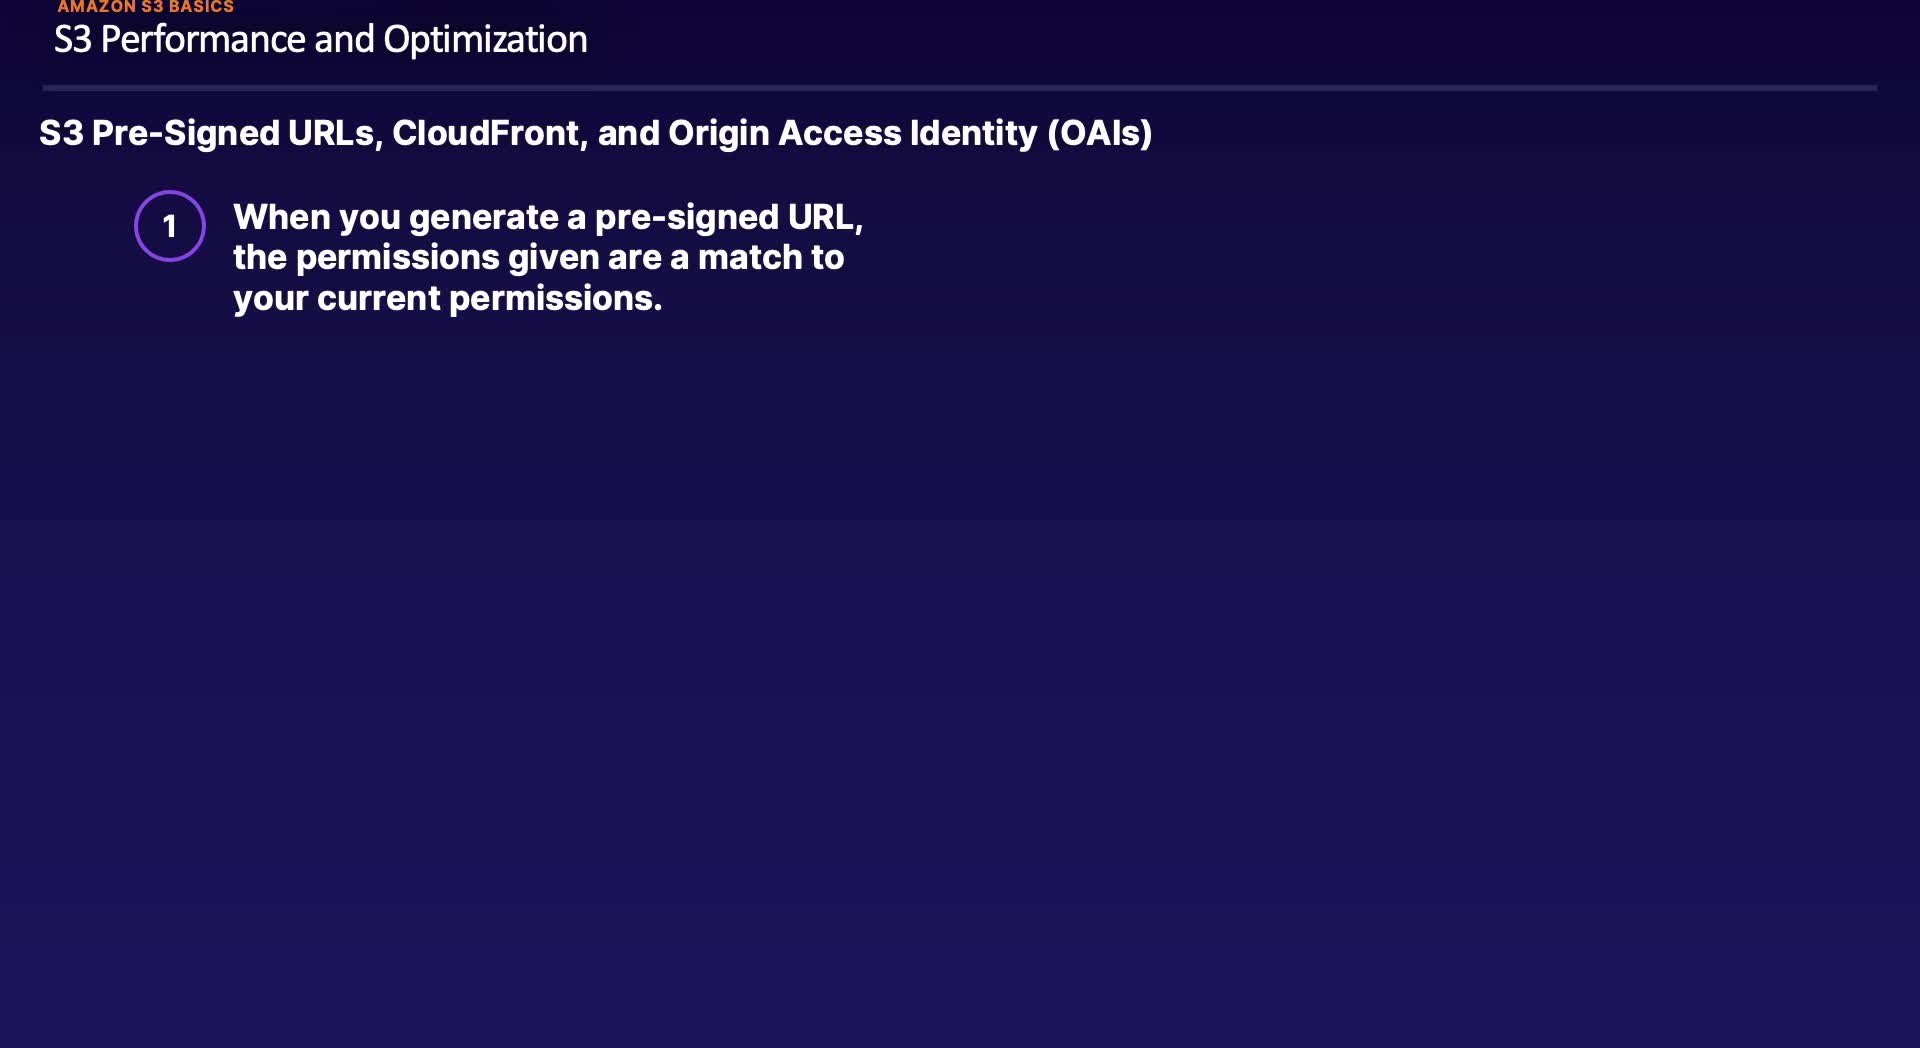 AMAZON S3 BASICS
S3 Performance and Optimization
S3 Pre-Signed URLs, CloudFront, and Origin Access Identity (OAIs)
1
When you generate a pre-signed URL,
the permissions given are a match to
your current permissions.